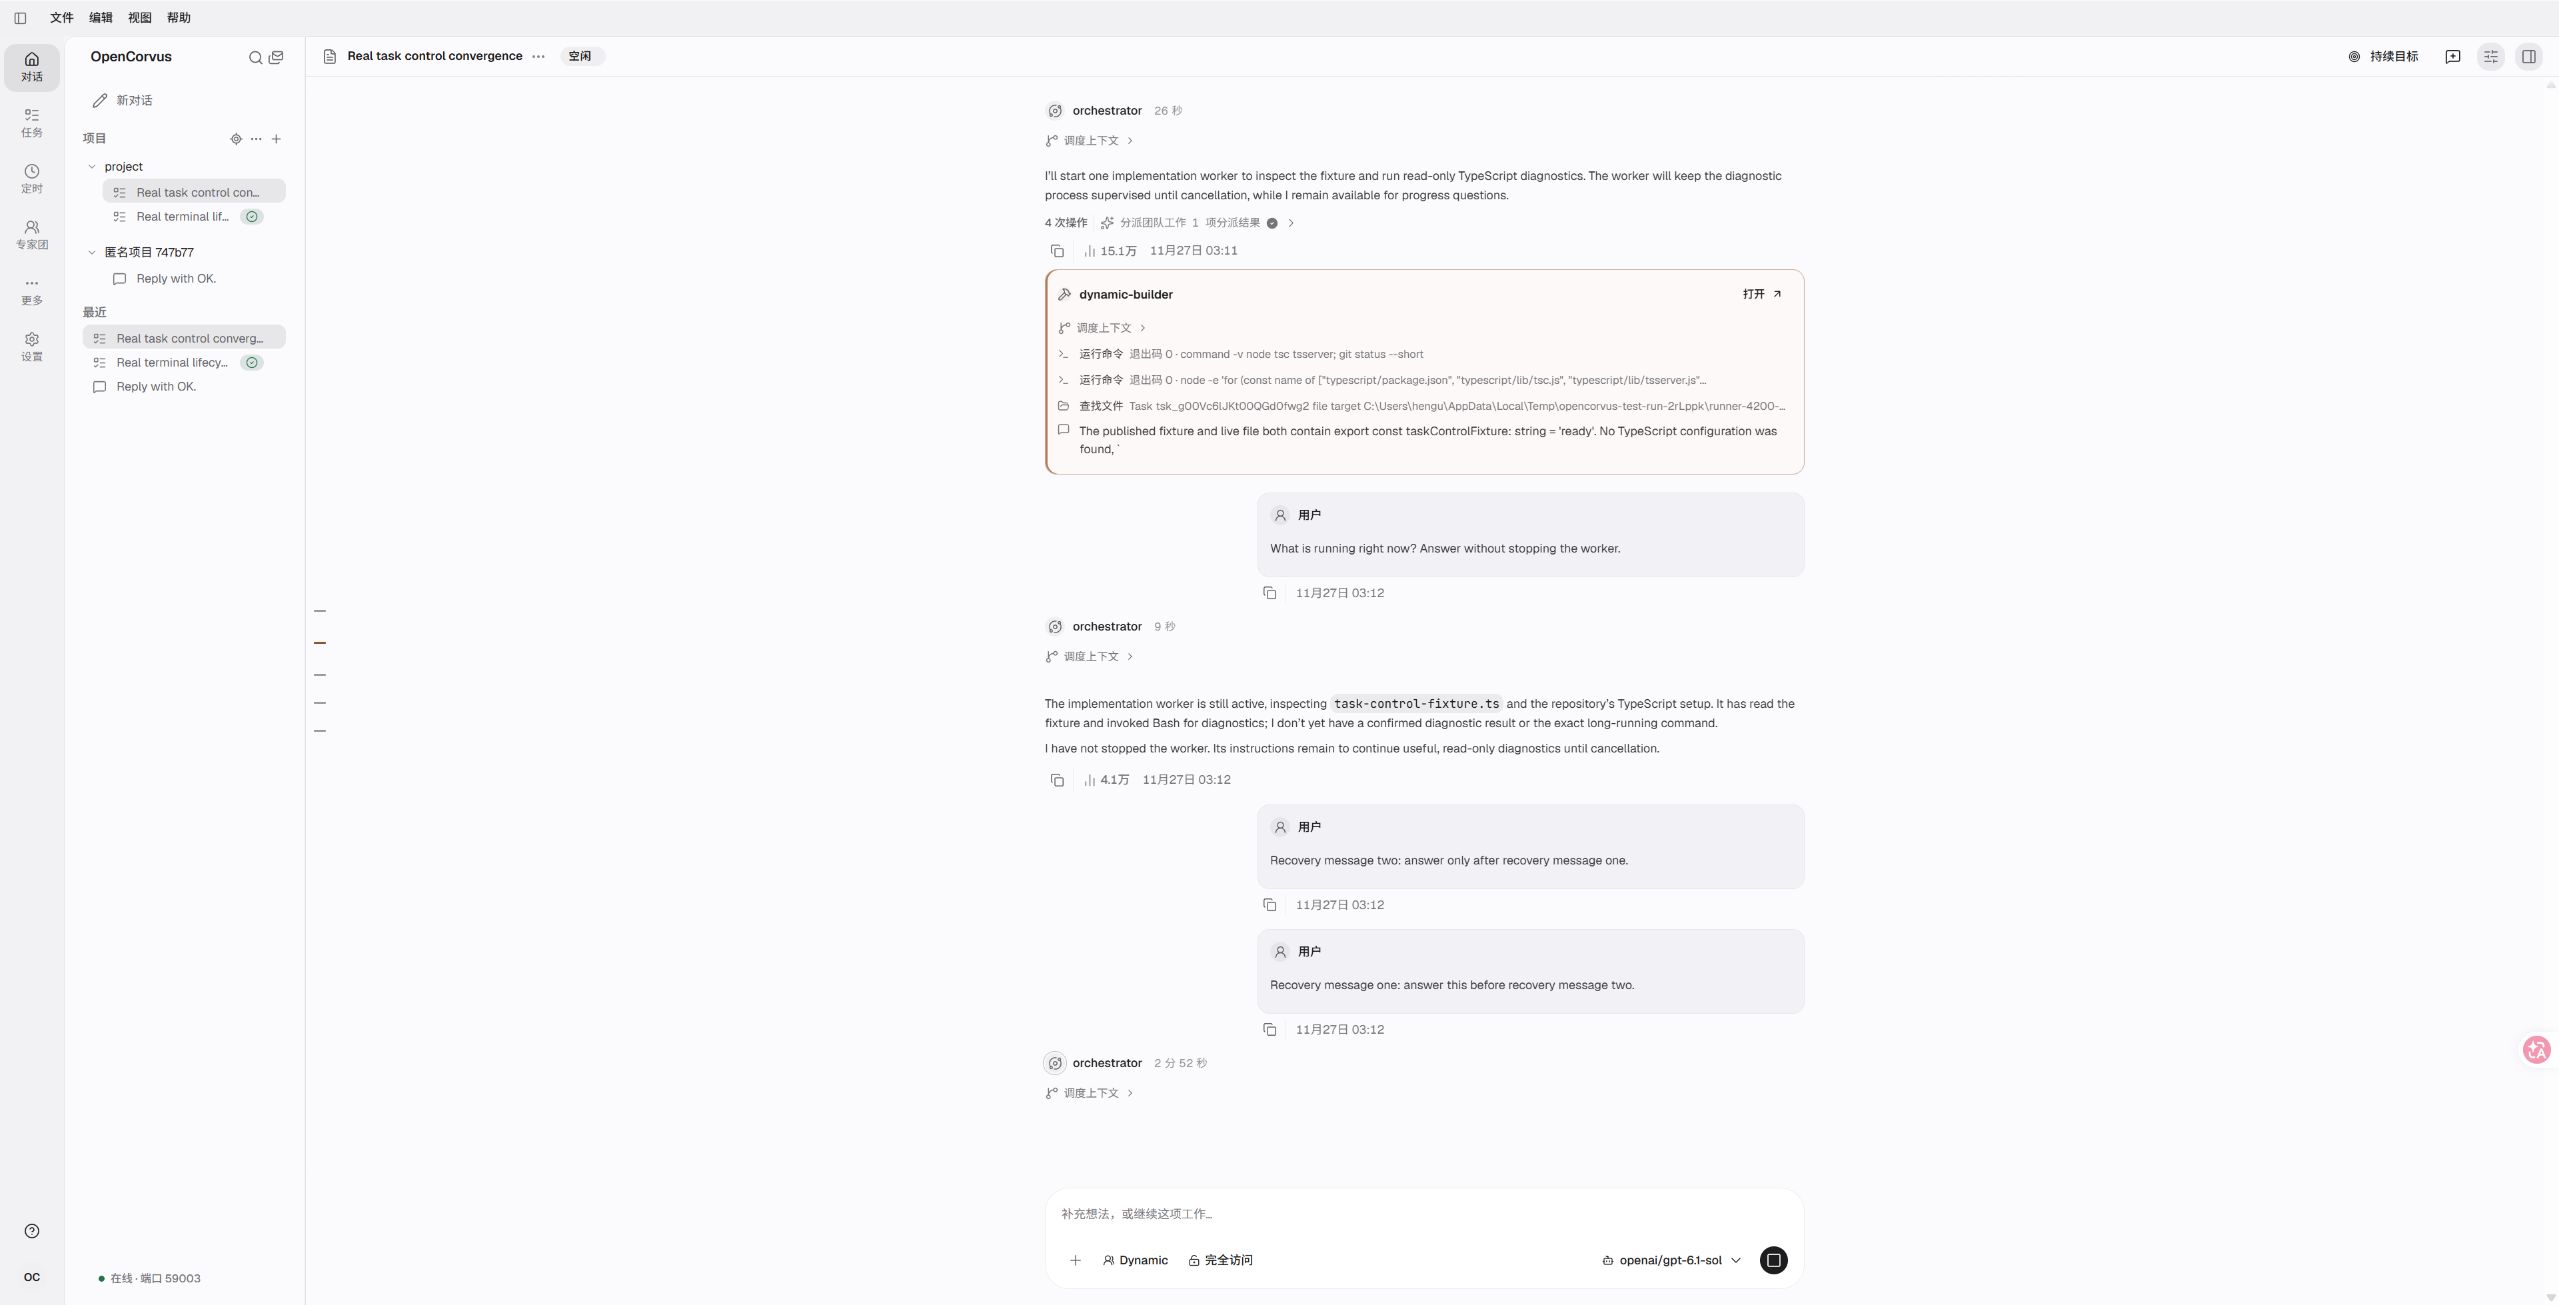 文件 编辑 视图 帮助
对话
任务
定时
专家团
更多
设置
OC
OpenCorvus
新对话
项目
project
Real task control con...
Real terminal lif...
匿名项目 747b77
Reply with OK.
最近
Real task control converg...
Real terminal lifecy...
Reply with OK.
在线 · 端口 59003
Real task control convergence 空闲
持续目标
orchestrator 26 秒
调度上下文
I'll start one implementation worker to inspect the fixture and run read-only TypeScript diagnostics. The worker will keep the diagnostic
process supervised until cancellation, while I remain available for progress questions.
4 次操作 分派团队工作 1 项分派结果
15.1万 11月27日 03:11
dynamic-builder 打开
调度上下文
运行命令 退出码 0 · command -v node tsc tsserver; git status --short
运行命令 退出码 0 · node -e 'for (const name of ["typescript/package.json", "typescript/lib/tsc.js", "typescript/lib/tsserver.js"...
查找文件 Task tsk_g00Vc6lJKt00QGd0fwg2 file target C:\Users\hengu\AppData\Local\Temp\opencorvus-test-run-2rLppk\runner-4200-...
The published fixture and live file both contain export const taskControlFixture: string = 'ready'. No TypeScript configuration was
found, `
用户
What is running right now? Answer without stopping the worker.
11月27日 03:12
orchestrator 9 秒
调度上下文
The implementation worker is still active, inspecting task-control-fixture.ts and the repository's TypeScript setup. It has read the
fixture and invoked Bash for diagnostics; I don't yet have a confirmed diagnostic result or the exact long-running command.
I have not stopped the worker. Its instructions remain to continue useful, read-only diagnostics until cancellation.
4.1万 11月27日 03:12
用户
Recovery message two: answer only after recovery message one.
11月27日 03:12
用户
Recovery message one: answer this before recovery message two.
11月27日 03:12
orchestrator 2 分 52 秒
调度上下文
补充想法，或继续这项工作...
Dynamic 完全访问 openai/gpt-6.1-sol